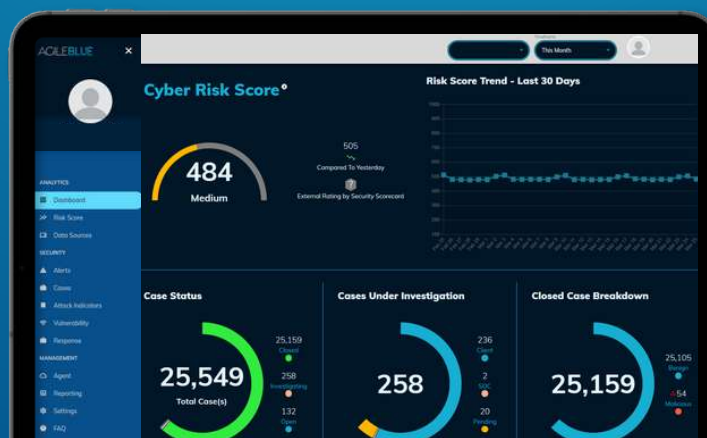 AGILEBLUE
×
This Month
Cyber Risk Score
484
Medium
505
Compared To Yesterday
External Rating by Security Scorecard
Risk Score Trend - Last 30 Days
ANALYTICS
Dashboard
Risk Score
Data Sources
SECURITY
Alerts
Cases
Attack Indicators
Vulnerability
Response
MANAGEMENT
Agent
Reporting
Settings
FAQ
Case Status
25,549
Total Case(s)
25,159
Closed
258
Investigating
132
Open
Cases Under Investigation
258
236
Client
2
SOC
20
Pending
Closed Case Breakdown
25,159
25,105
Benign
54
Malicious